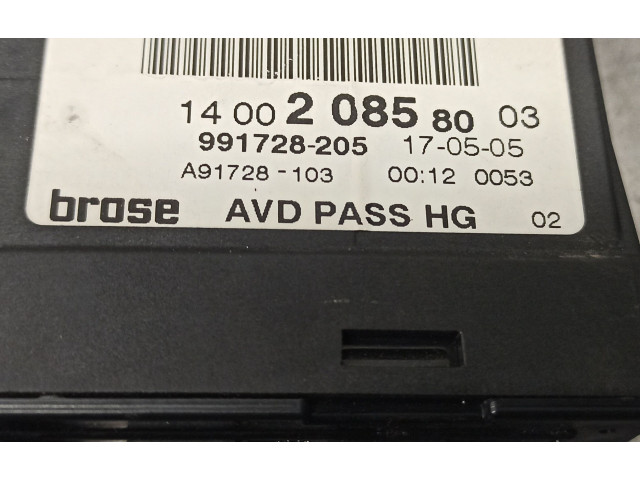 14 00 2 085 80 03
991728-205 17-05-05
A91728-103 00:12 0053
brose AVD PASS HG 02